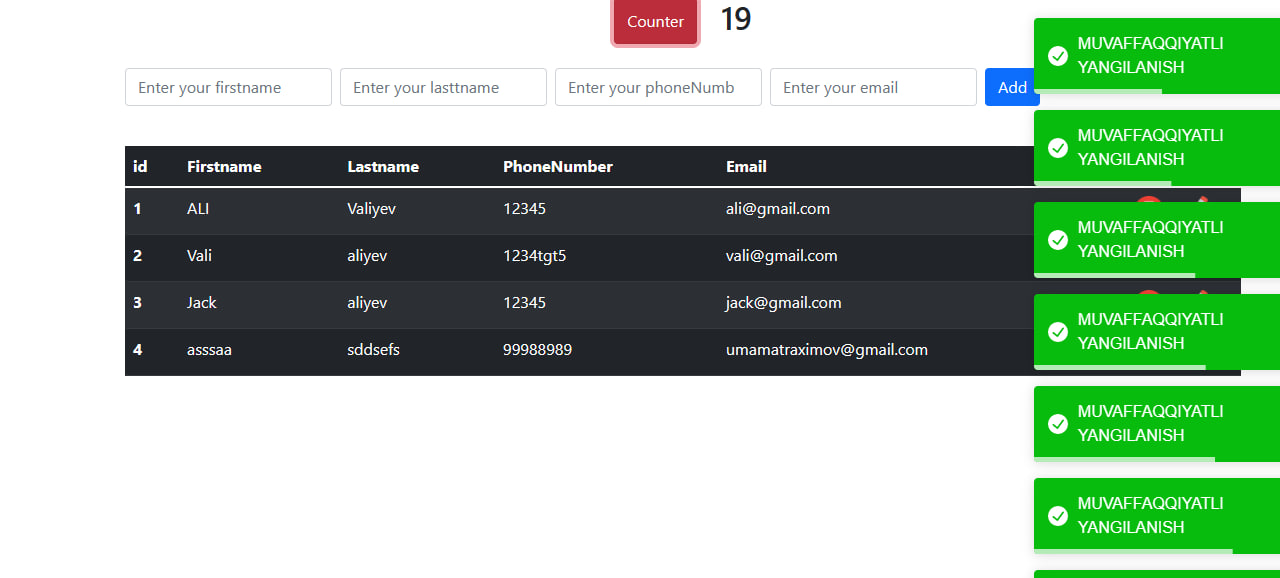 Counter 19
Enter your firstname Enter your lasttname Enter your phoneNumb Enter your email Add
id Firstname Lastname PhoneNumber Email
1 ALI Valiyev 12345 ali@gmail.com
2 Vali aliyev 1234tgt5 vali@gmail.com
3 Jack aliyev 12345 jack@gmail.com
4 asssaa sddsefs 99988989 umamatraximov@gmail.com
MUVAFFAQQIYATLI
YANGILANISH
MUVAFFAQQIYATLI
YANGILANISH
MUVAFFAQQIYATLI
YANGILANISH
MUVAFFAQQIYATLI
YANGILANISH
MUVAFFAQQIYATLI
YANGILANISH
MUVAFFAQQIYATLI
YANGILANISH